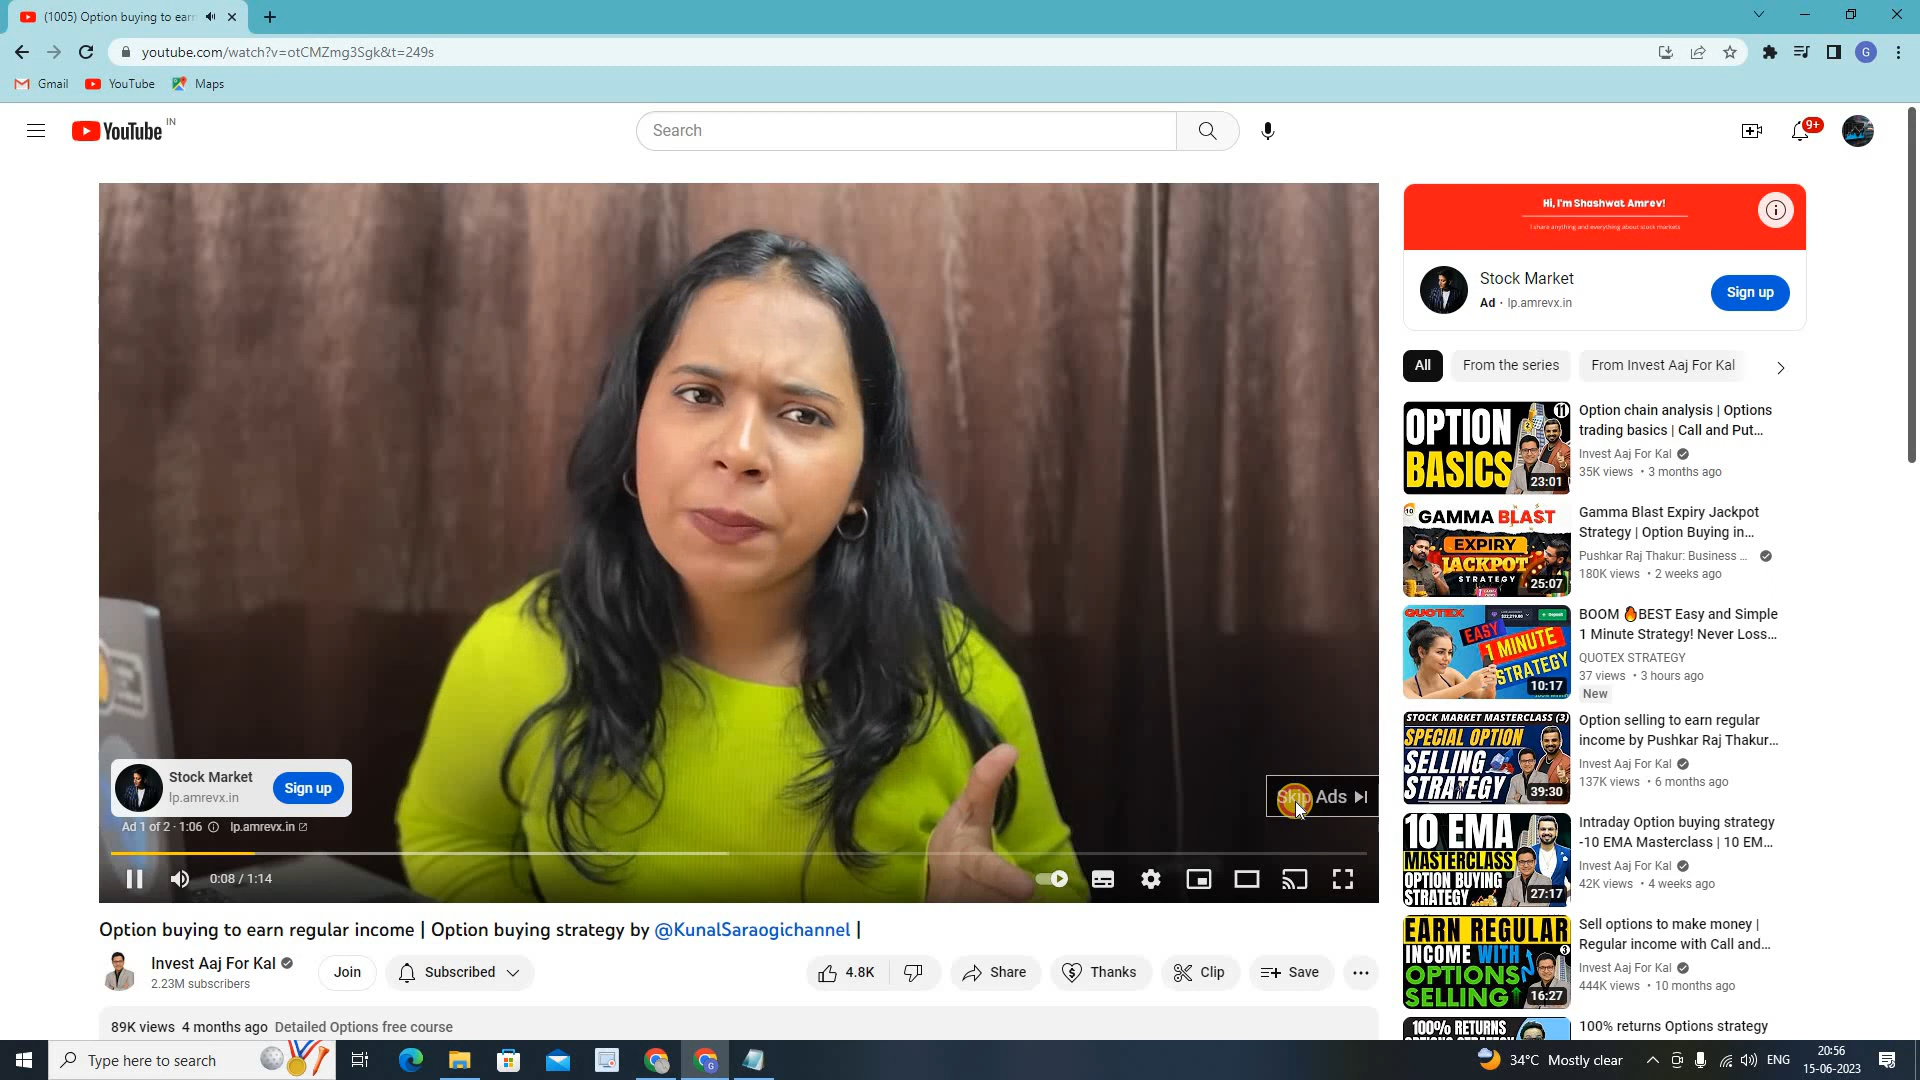 (1005) Option buying to earn
youtube.com/watch?v=otCMZmg3Sgk&t=249s
G
Gmail
YouTube
Maps
YouTube IN
Search
9+
Hi, I'm Shashwat Amrev!
I share anything and everything about stock markets
Stock Market
Ad · lp.amrevx.in
Sign up
All
From the series
From Invest Aaj For Kal
OPTION
BASICS
11
23:01
Option chain analysis | Options
trading basics | Call and Put...
Invest Aaj For Kal
35K views • 3 months ago
10
GAMMA BLAST
EXPIRY
JACKPOT
STRATEGY
25:07
Gamma Blast Expiry Jackpot
Strategy | Option Buying in...
Pushkar Raj Thakur: Business ...
180K views • 2 weeks ago
QUOTEX
EASY
1 MINUTE
STRATEGY
10:17
BOOM 🔥BEST Easy and Simple
1 Minute Strategy! Never Loss...
QUOTEX STRATEGY
37 views • 3 hours ago
New
STOCK MARKET MASTERCLASS (3)
SPECIAL OPTION
SELLING
STRATEGY
39:30
Option selling to earn regular
income by Pushkar Raj Thakur...
Invest Aaj For Kal
137K views • 6 months ago
10 EMA
MASTERCLASS
OPTION BUYING
STRATEGY
27:17
Intraday Option buying strategy
-10 EMA Masterclass | 10 EM...
Invest Aaj For Kal
42K views • 4 weeks ago
EARN REGULAR
INCOME WITH
OPTIONS
SELLING
3
16:27
Sell options to make money |
Regular income with Call and...
Invest Aaj For Kal
444K views • 10 months ago
100% RETURNS
100% returns Options strategy
Stock Market
lp.amrevx.in
Sign up
Ad 1 of 2 · 1:06
lp.amrevx.in
Skip Ads
0:08 / 1:14
Option buying to earn regular income | Option buying strategy by @KunalSaraogichannel |
Invest Aaj For Kal
2.23M subscribers
Join
Subscribed
4.8K
Share
Thanks
Clip
Save
89K views 4 months ago Detailed Options free course
Type here to search
34°C Mostly clear
ENG
20:56
15-06-2023